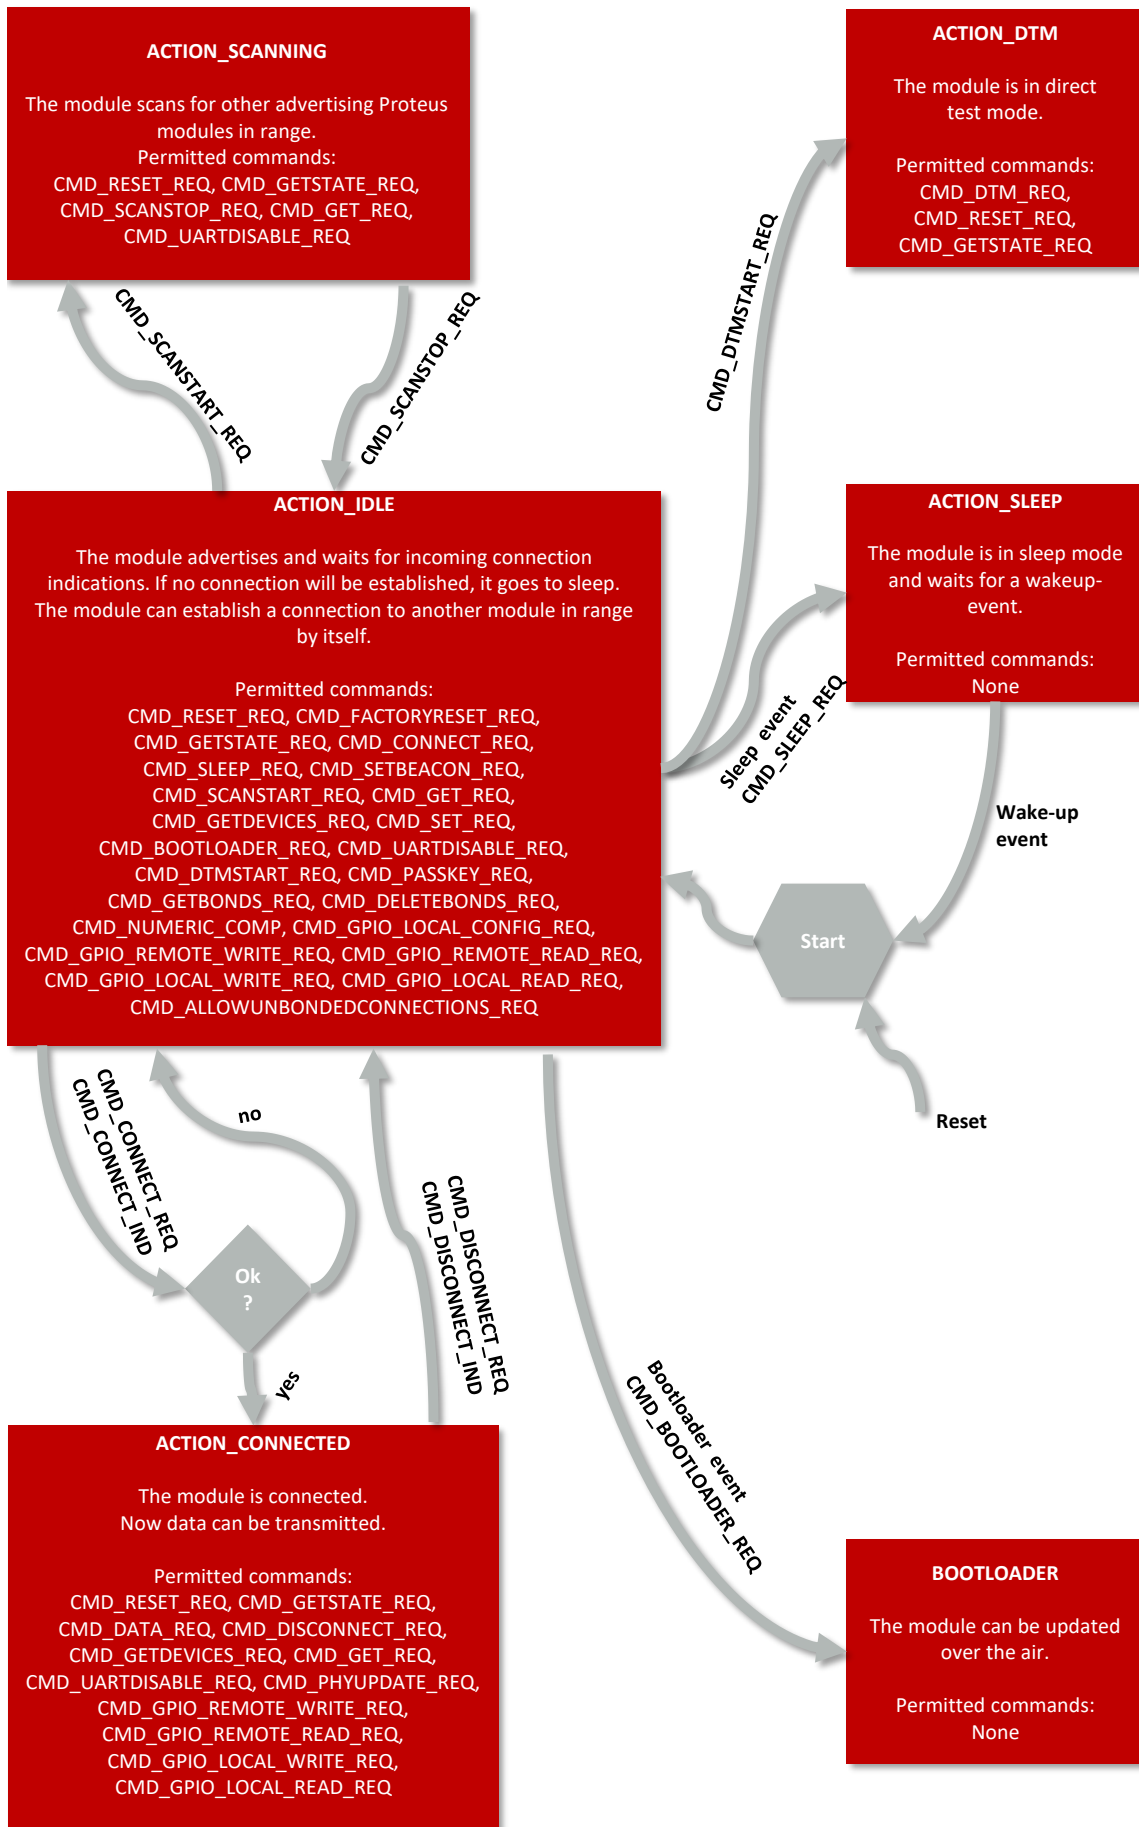 ACTION_SCANNING
The module scans for other advertising Proteus
modules in range.
Permitted commands:
CMD_RESET_REQ, CMD_GETSTATE_REQ,
CMD_SCANSTOP_REQ, CMD_GET_REQ,
CMD_UARTDISABLE_REQ
ACTION_DTM
The module is in direct
test mode.
Permitted commands:
CMD_DTM_REQ,
CMD_RESET_REQ,
CMD_GETSTATE_REQ
CMD_SCANSTART_REQ
CMD_SCANSTOP_REQ
CMD_DTMSTART_REQ
ACTION_IDLE
The module advertises and waits for incoming connection
indications. If no connection will be established, it goes to sleep.
The module can establish a connection to another module in range
by itself.
Permitted commands:
CMD_RESET_REQ, CMD_FACTORYRESET_REQ,
CMD_GETSTATE_REQ, CMD_CONNECT_REQ,
CMD_SLEEP_REQ, CMD_SETBEACON_REQ,
CMD_SCANSTART_REQ, CMD_GET_REQ,
CMD_GETDEVICES_REQ, CMD_SET_REQ,
CMD_BOOTLOADER_REQ, CMD_UARTDISABLE_REQ,
CMD_DTMSTART_REQ, CMD_PASSKEY_REQ,
CMD_GETBONDS_REQ, CMD_DELETEBONDS_REQ,
CMD_NUMERIC_COMP, CMD_GPIO_LOCAL_CONFIG_REQ,
CMD_GPIO_REMOTE_WRITE_REQ, CMD_GPIO_REMOTE_READ_REQ,
CMD_GPIO_LOCAL_WRITE_REQ, CMD_GPIO_LOCAL_READ_REQ,
CMD_ALLOWUNBONDEDCONNECTIONS_REQ
ACTION_SLEEP
The module is in sleep mode
and waits for a wakeup-
event.
Permitted commands:
None
Sleep event
CMD_SLEEP_REQ
Wake-up
event
Start
Reset
CMD_CONNECT_REQ
CMD_CONNECT_IND
no
Ok
?
yes
CMD_DISCONNECT_REQ
CMD_DISCONNECT_IND
Bootloader event
CMD_BOOTLOADER_REQ
ACTION_CONNECTED
The module is connected.
Now data can be transmitted.
Permitted commands:
CMD_RESET_REQ, CMD_GETSTATE_REQ,
CMD_DATA_REQ, CMD_DISCONNECT_REQ,
CMD_GETDEVICES_REQ, CMD_GET_REQ,
CMD_UARTDISABLE_REQ, CMD_PHYUPDATE_REQ,
CMD_GPIO_REMOTE_WRITE_REQ,
CMD_GPIO_REMOTE_READ_REQ,
CMD_GPIO_LOCAL_WRITE_REQ,
CMD_GPIO_LOCAL_READ_REQ
BOOTLOADER
The module can be updated
over the air.
Permitted commands:
None